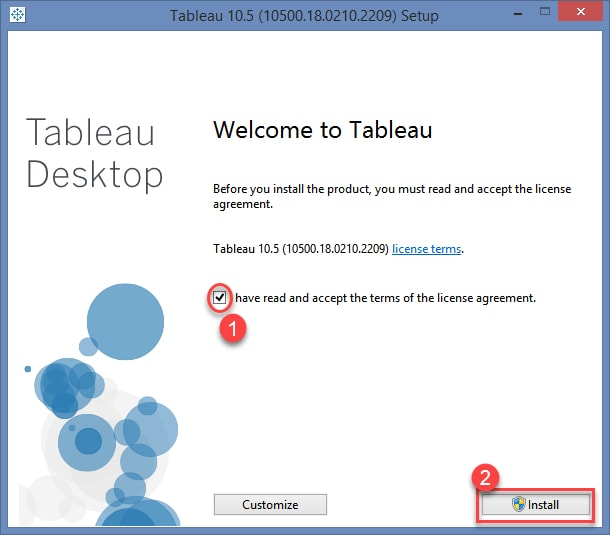 Tableau 10.5 (10500.18.0210.2209) Setup
Tableau
Desktop
Welcome to Tableau
Before you install the product, you must read and accept the license
agreement.
Tableau 10.5 (10500.18.0210.2209) license terms.
have read and accept the terms of the license agreement.
1
2
Customize
Install